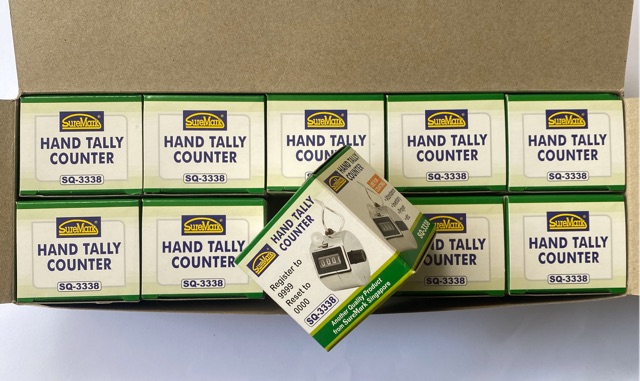 SureMark
HAND TALLY
COUNTER
SQ-3338
SureMark
HAND TALLY
COUNTER
SQ-3338
SureMark
HAND TALLY
COU
SureMark
HAND TALLY
COUNTER
SQ-3338
SureMark
HAND TALLY
COUNTER
SQ-3338
SureMark
HAND TALLY
COUNTER
SQ-3338
SureMark
HAND TALLY
COUNTER
SQ-3338
SureMark
HAND TALLY
COUNTER
Register to
9999
Reset to
0000
SQ-3338
Another Quality Product
from SureMark Singapore
HAND TALLY
COUNTER
SQ-3338
SureMark
TALLY
NTER
3338
SureMark
HAND TALLY
COUNTER
SQ-3338